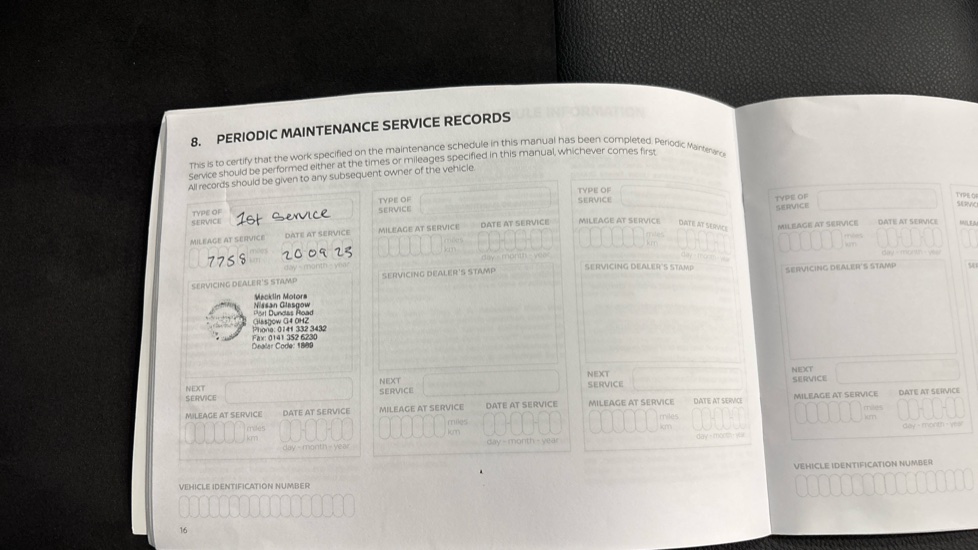 8. PERIODIC MAINTENANCE SERVICE RECORDS
This is to certify that the work specified on the maintenance schedule in this manual has been completed. Periodic Maintenance
Service should be performed either at the times or mileages specified in this manual, whichever comes first.
All records should be given to any subsequent owner of the vehicle.
TYPE OF
SERVICE
1st Service
MILEAGE AT SERVICE DATE AT SERVICE
7758 miles
km
20 09 23
day - month - year
SERVICING DEALER'S STAMP
Macklin Motors
Nissan Glasgow
Port Dundas Road
Glasgow G4 0HZ
Phone: 0141 332 3432
Fax: 0141 352 6230
Dealer Code: 1889
NEXT
SERVICE
MILEAGE AT SERVICE DATE AT SERVICE
miles
km
day - month - year
VEHICLE IDENTIFICATION NUMBER
16
TYPE OF
SERVICE
MILEAGE AT SERVICE DATE AT SERVICE
miles
km
day - month - year
SERVICING DEALER'S STAMP
NEXT
SERVICE
MILEAGE AT SERVICE DATE AT SERVICE
miles
km
day - month - year
TYPE OF
SERVICE
MILEAGE AT SERVICE DATE AT SERVICE
miles
km
day - month - year
SERVICING DEALER'S STAMP
NEXT
SERVICE
MILEAGE AT SERVICE DATE AT SERVICE
miles
km
day - month - year
TYPE OF
SERVICE
MILEAGE AT SERVICE DATE AT SERVICE
miles
km
day - month - year
SERVICING DEALER'S STAMP
NEXT
SERVICE
MILEAGE AT SERVICE DATE AT SERVICE
miles
km
day - month - year
VEHICLE IDENTIFICATION NUMBER